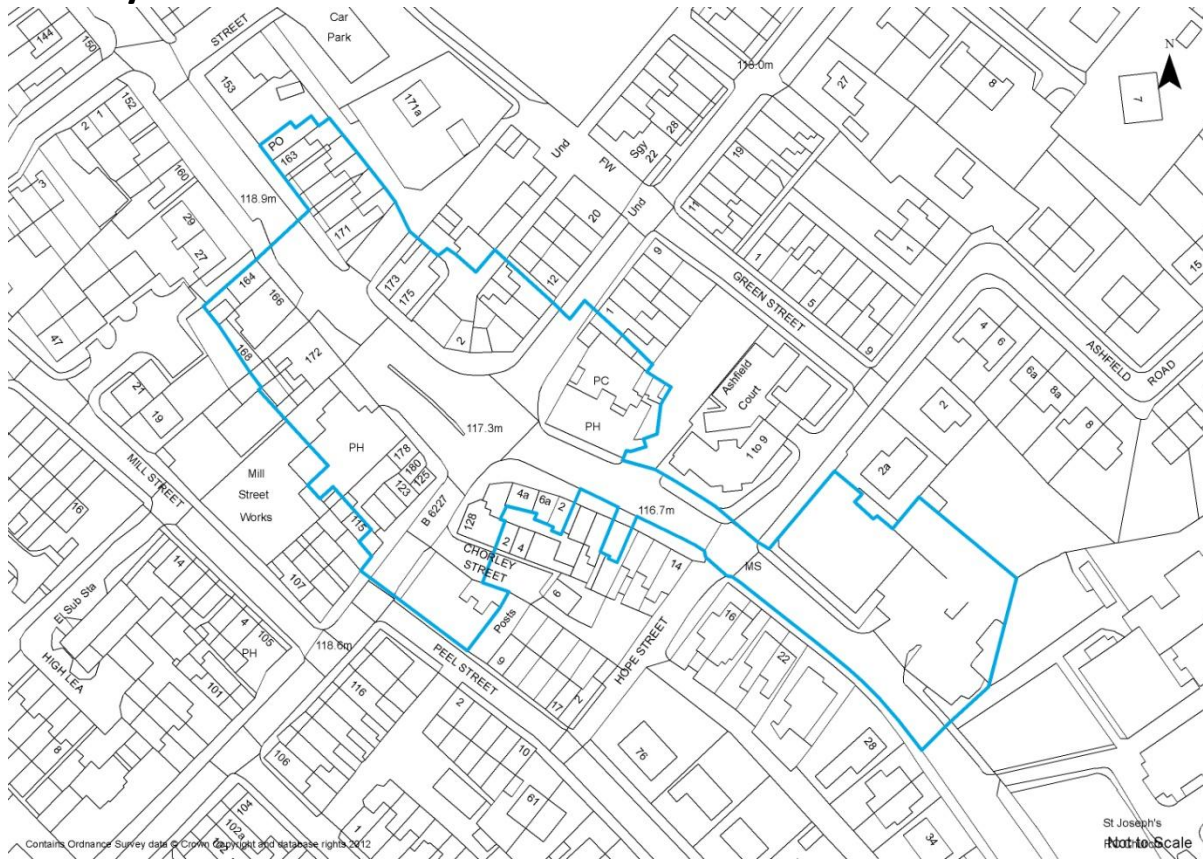 Car
Park
STREET
144
150
153
171a
118.0m
27
8
7
N
152
1
2
160
3
PO
163
118.9m
171
29
27
Und
FW
Sgy
22
28
19
11
20
Und
12
1
15
47
164
166
168
172
173
175
2
9
1
GREEN STREET
5
9
1
ASHFIELD
ROAD
4
6
6a
8a
8
2
21
19
MILL STREET
Mill
Street
Works
16
PH
117.3m
178
180
125
123
B 6227
115
107
PC
PH
Ashfield
Court
1 to 9
2a
116.7m
4a
6a
2
128
2
4
CHORLEY
STREET
6
14
MS
14
4
105
PH
101
El Sub Sta
HIGH LEA
8
118.6m
Posts
9
17
2
PEEL STREET
HOPE STREET
16
22
28
34
116
106
104
102a
2
10
61
1
76
St Joseph's
Not to Scale
Contains Ordnance Survey data © Crown copyright and database rights 2012